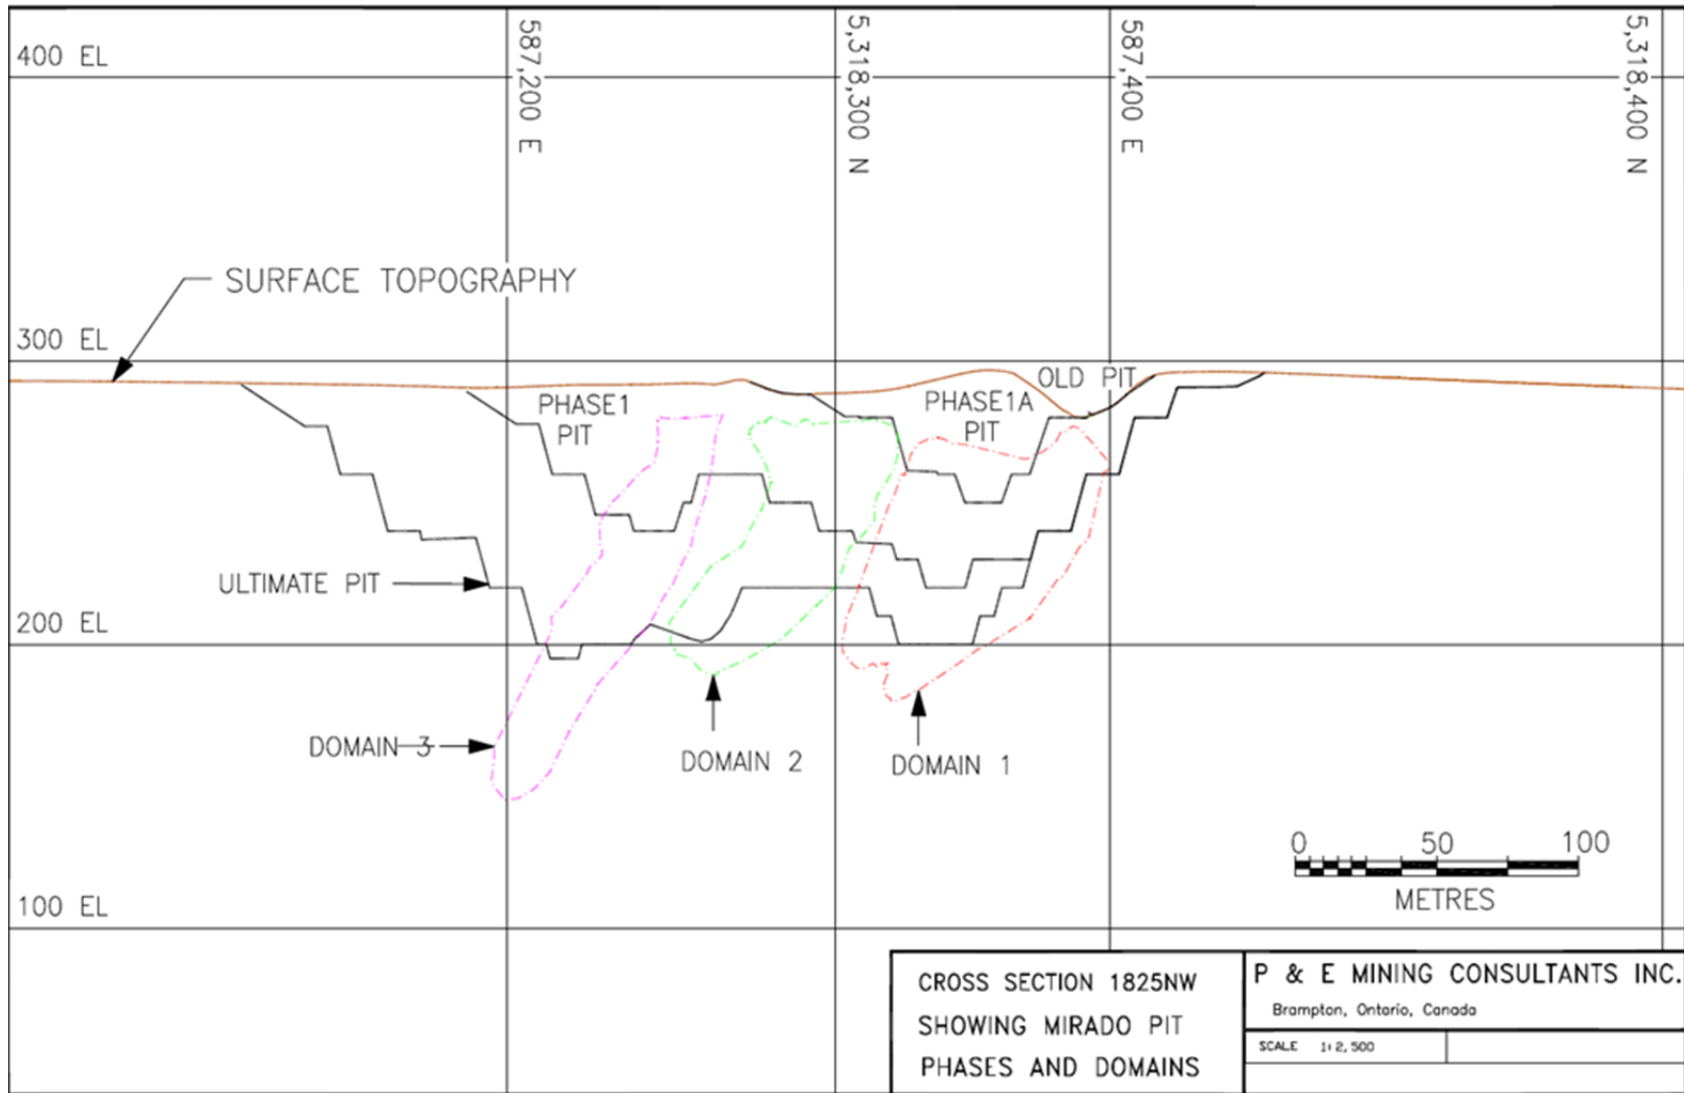 400 EL
587,200 E
5,318,300 N
587,400 E
5,318,400 N
SURFACE TOPOGRAPHY
300 EL
PHASE1
PIT
PHASE1A
PIT
OLD PIT
ULTIMATE PIT
200 EL
DOMAIN 3
DOMAIN 2
DOMAIN 1
0 50 100
METRES
100 EL
CROSS SECTION 1825NW
SHOWING MIRADO PIT
PHASES AND DOMAINS
P & E MINING CONSULTANTS INC.
Brampton, Ontario, Canada
SCALE 1:2,500